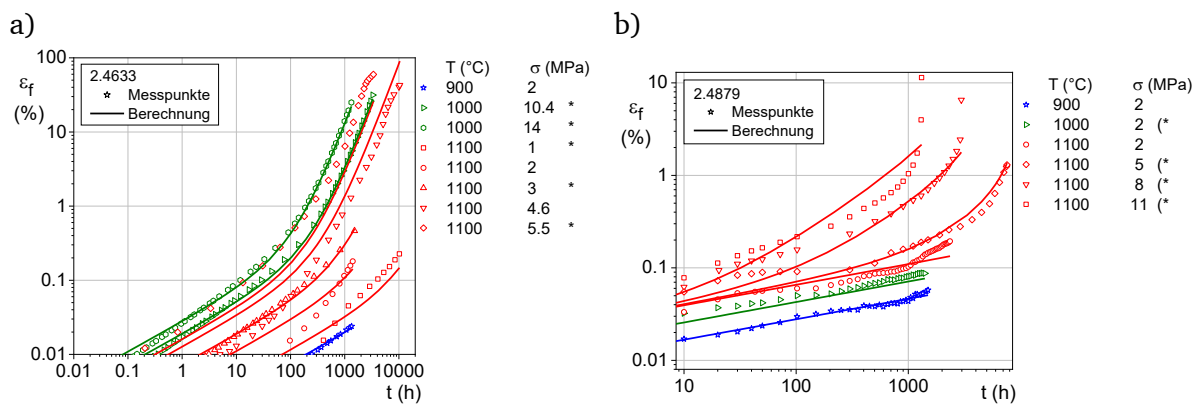 a)
100
10
1
0.1
0.01
εf
(%)
2.4633
Messpunkte
Berechnung
0.01 0.1 1 10 100 1000 10000
t (h)
T (°C) σ (MPa)
900 2
1000 10.4 *
1000 14 *
1100 1 *
1100 2
1100 3 *
1100 4.6
1100 5.5 *
b)
10
1
0.1
0.01
εf
(%)
2.4879
Messpunkte
Berechnung
10 100 1000
t (h)
T (°C) σ (MPa)
900 2
1000 2 (*
1100 2
1100 5 (*
1100 8 (*
1100 11 (*